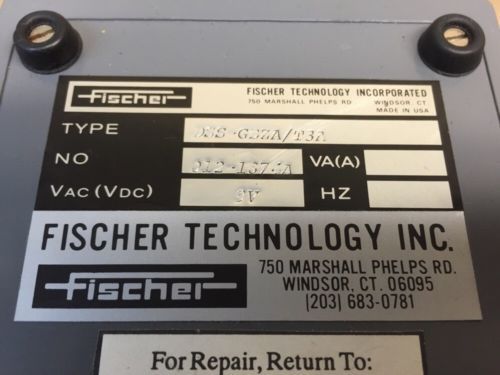 Fischer
FISCHER TECHNOLOGY INCORPORATED
750 MARSHALL PHELPS RD. WINDSOR, CT.
MADE IN USA
TYPE
NO VA(A)
VAC (VDC) 9V HZ
FISCHER TECHNOLOGY INC.
Fischer
750 MARSHALL PHELPS RD.
WINDSOR, CT. 06095
(203) 683-0781
For Repair, Return To: